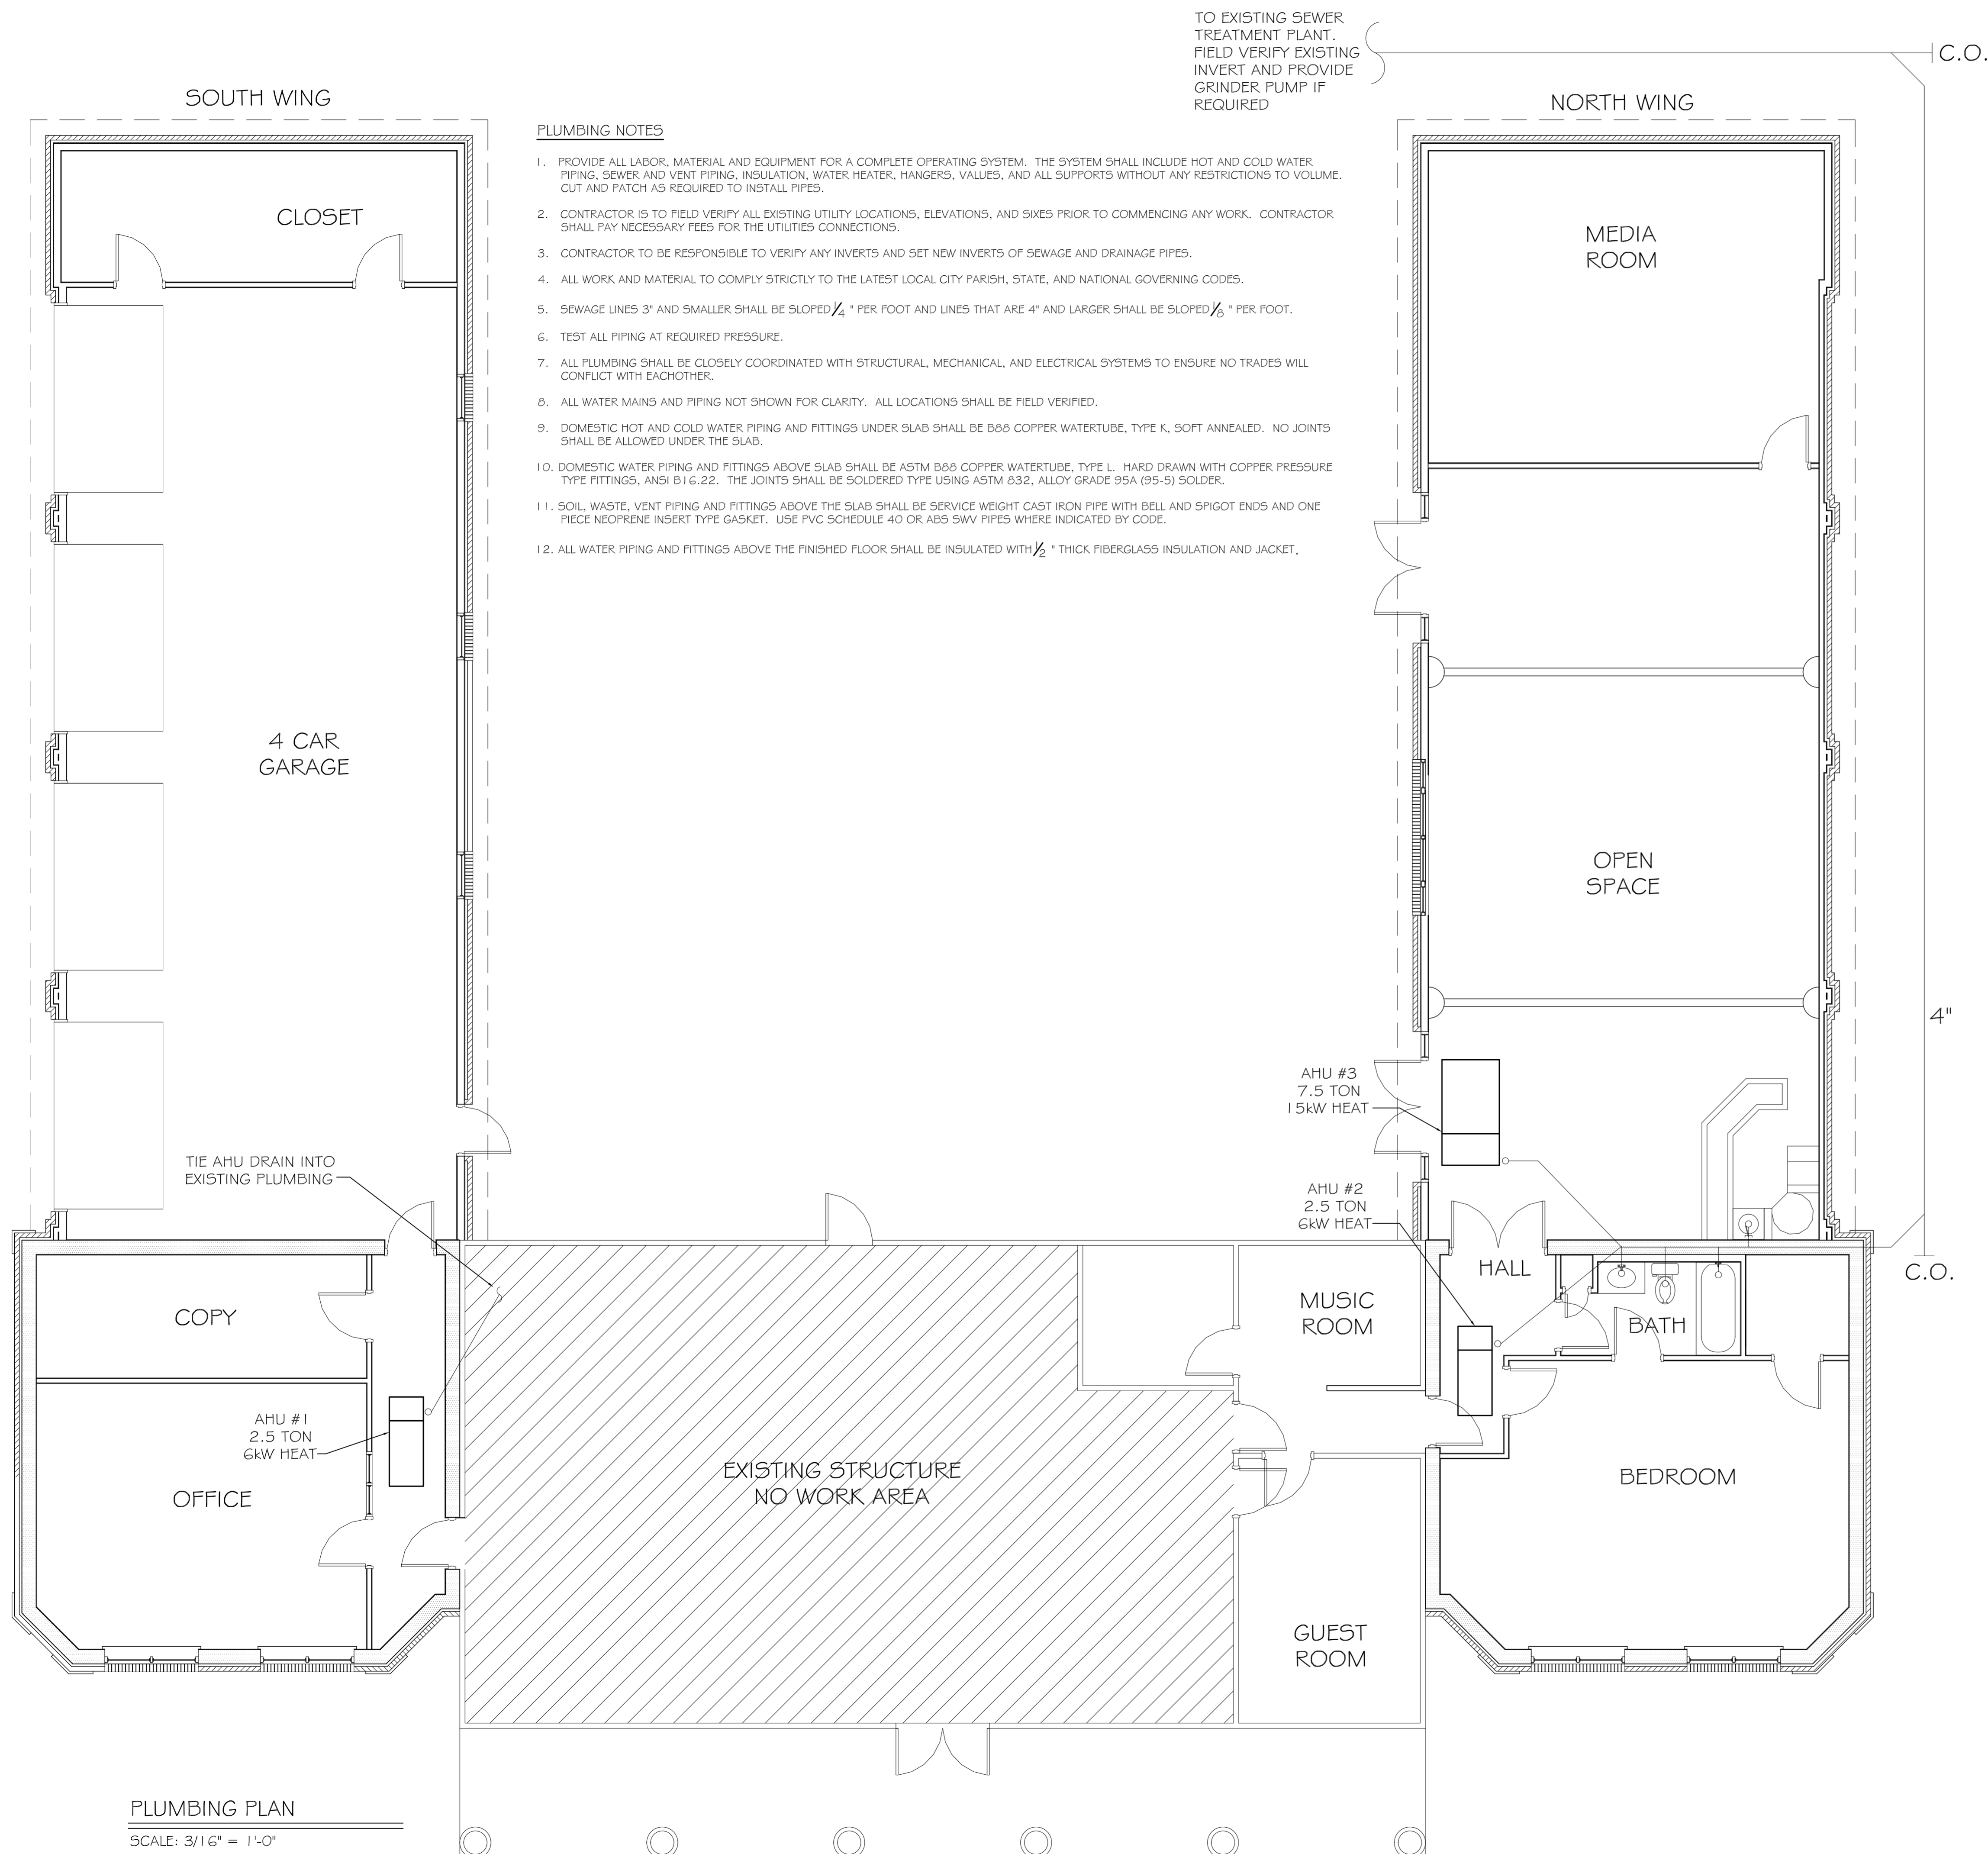 TO EXISTING SEWER
TREATMENT PLANT.
FIELD VERIFY EXISTING
INVERT AND PROVIDE
GRINDER PUMP IF
REQUIRED
C.O.
SOUTH WING
NORTH WING
PLUMBING NOTES
1. PROVIDE ALL LABOR, MATERIAL AND EQUIPMENT FOR A COMPLETE OPERATING SYSTEM. THE SYSTEM SHALL INCLUDE HOT AND COLD WATER
PIPING, SEWER AND VENT PIPING, INSULATION, WATER HEATER, HANGERS, VALUES, AND ALL SUPPORTS WITHOUT ANY RESTRICTIONS TO VOLUME.
CUT AND PATCH AS REQUIRED TO INSTALL PIPES.
2. CONTRACTOR IS TO FIELD VERIFY ALL EXISTING UTILITY LOCATIONS, ELEVATIONS, AND SIXES PRIOR TO COMMENCING ANY WORK. CONTRACTOR
SHALL PAY NECESSARY FEES FOR THE UTILITIES CONNECTIONS.
3. CONTRACTOR TO BE RESPONSIBLE TO VERIFY ANY INVERTS AND SET NEW INVERTS OF SEWAGE AND DRAINAGE PIPES.
4. ALL WORK AND MATERIAL TO COMPLY STRICTLY TO THE LATEST LOCAL CITY PARISH, STATE, AND NATIONAL GOVERNING CODES.
5. SEWAGE LINES 3" AND SMALLER SHALL BE SLOPED 1/4 " PER FOOT AND LINES THAT ARE 4" AND LARGER SHALL BE SLOPED 1/8 " PER FOOT.
6. TEST ALL PIPING AT REQUIRED PRESSURE.
7. ALL PLUMBING SHALL BE CLOSELY COORDINATED WITH STRUCTURAL, MECHANICAL, AND ELECTRICAL SYSTEMS TO ENSURE NO TRADES WILL
CONFLICT WITH EACHOTHER.
8. ALL WATER MAINS AND PIPING NOT SHOWN FOR CLARITY. ALL LOCATIONS SHALL BE FIELD VERIFIED.
9. DOMESTIC HOT AND COLD WATER PIPING AND FITTINGS UNDER SLAB SHALL BE B88 COPPER WATERTUBE, TYPE K, SOFT ANNEALED. NO JOINTS
SHALL BE ALLOWED UNDER THE SLAB.
10. DOMESTIC WATER PIPING AND FITTINGS ABOVE SLAB SHALL BE ASTM B88 COPPER WATERTUBE, TYPE L. HARD DRAWN WITH COPPER PRESSURE
TYPE FITTINGS, ANSI B16.22. THE JOINTS SHALL BE SOLDERED TYPE USING ASTM 832, ALLOY GRADE 95A (95-5) SOLDER.
11. SOIL, WASTE, VENT PIPING AND FITTINGS ABOVE THE SLAB SHALL BE SERVICE WEIGHT CAST IRON PIPE WITH BELL AND SPIGOT ENDS AND ONE
PIECE NEOPRENE INSERT TYPE GASKET. USE PVC SCHEDULE 40 OR ABS SWV PIPES WHERE INDICATED BY CODE.
12. ALL WATER PIPING AND FITTINGS ABOVE THE FINISHED FLOOR SHALL BE INSULATED WITH 1/2 " THICK FIBERGLASS INSULATION AND JACKET.
CLOSET
MEDIA
ROOM
4 CAR
GARAGE
OPEN
SPACE
4"
AHU #3
7.5 TON
15kW HEAT
TIE AHU DRAIN INTO
EXISTING PLUMBING
AHU #2
2.5 TON
6kW HEAT
HALL
C.O.
COPY
MUSIC
ROOM
BATH
AHU #1
2.5 TON
6kW HEAT
OFFICE
EXISTING STRUCTURE
NO WORK AREA
BEDROOM
GUEST
ROOM
PLUMBING PLAN
SCALE: 3/16" = 1'-0"